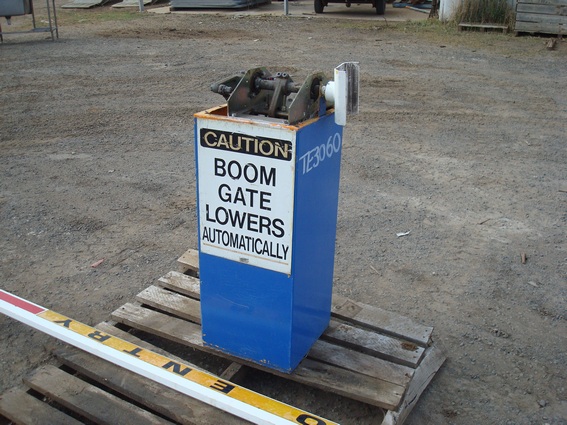 CAUTION
BOOM
GATE
LOWERS
AUTOMATICALLY
TE3060
ENTRY